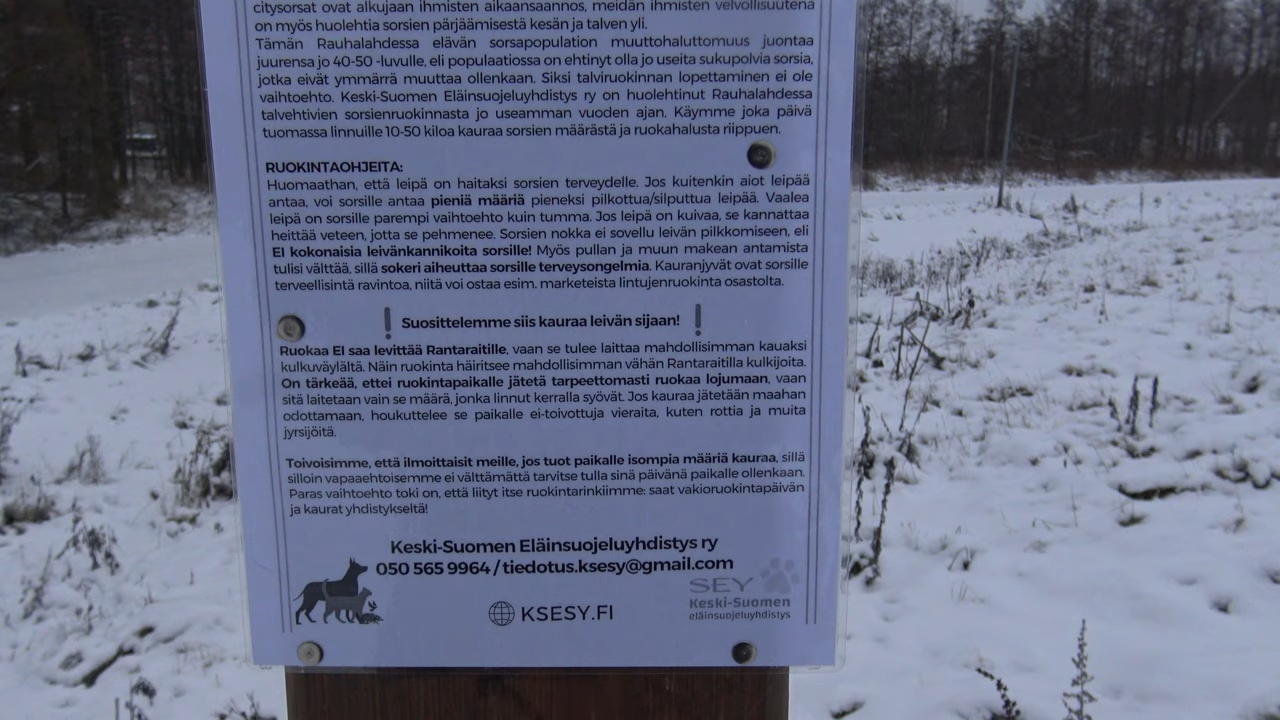 citysorsat ovat alkujaan ihmisten aikaansaannos, meidän ihmisten velvollisuutena
on myös huolehtia sorsien pärjäämisestä kesän ja talven yli.
Tämän Rauhalahdessa elävän sorsapopulation muuttohaluttomuus juontaa
juurensa jo 40-50 -luvulle, eli populaatiossa on ehtinyt olla jo useita sukupolvia sorsia,
jotka eivät ymmärrä muuttaa ollenkaan. Siksi talviruokinnan lopettaminen ei ole
vaihtoehto. Keski-Suomen Eläinsuojeluyhdistys ry on huolehtinut Rauhalahdessa
talvehtivien sorsienruokinnasta jo useamman vuoden ajan. Käymme joka päivä
tuomassa linnuille 10-50 kiloa kauraa sorsien määrästä ja ruokahalusta riippuen.
RUOKINTAOHJEITA:
Huomaathan, että leipä on haitaksi sorsien terveydelle. Jos kuitenkin aiot leipää
antaa, voi sorsille antaa pieniä määriä pieneksi pilkottua/silputtua leipää. Vaalea
leipä on sorsille parempi vaihtoehto kuin tumma. Jos leipä on kuivaa, se kannattaa
heittää veteen, jotta se pehmenee. Sorsien nokka ei sovellu leivän pilkkomiseen, eli
Ei kokonaisia leivänkannikoita sorsille! Myös pullan ja muun makean antamista
tulisi välttää, sillä sokeri aiheuttaa sorsille terveysongelmia. Kauranjyvät ovat sorsille
terveellisintä ravintoa, niitä voi ostaa esim. marketeista lintujenruokinta osastolta.
! Suosittelemme siis kauraa leivän sijaan! !
Ruokaa EI saa levittää Rantaraitille, vaan se tulee laittaa mahdollisimman kauaksi
kulkuväylältä. Näin ruokinta häiritsee mahdollisimman vähän Rantaraitilla kulkijoita.
On tärkeää, ettei ruokintapaikalle jätetä tarpeettomasti ruokaa lojumaan, vaan
sitä laitetaan vain se määrä, jonka linnut kerralla syövät. Jos kauraa jätetään maahan
odottamaan, houkuttelee se paikalle ei-toivottuja vieraita, kuten rottia ja muita
jyrsijöitä.
Toivoisimme, että ilmoittaisit meille, jos tuot paikalle isompia määriä kauraa, sillä
silloin vapaaehtoisemme ei välttämättä tarvitse tulla sinä päivänä paikalle ollenkaan.
Paras vaihtoehto toki on, että liityt itse ruokintarinkiimme: saat vakioruokintapäivän
ja kaurat yhdistykseltä!
Keski-Suomen Eläinsuojeluyhdistys ry
050 565 9964 / tiedotus.ksesy@gmail.com
KSESY.FI
SEY
Keski-Suomen
eläinsuojeluyhdistys